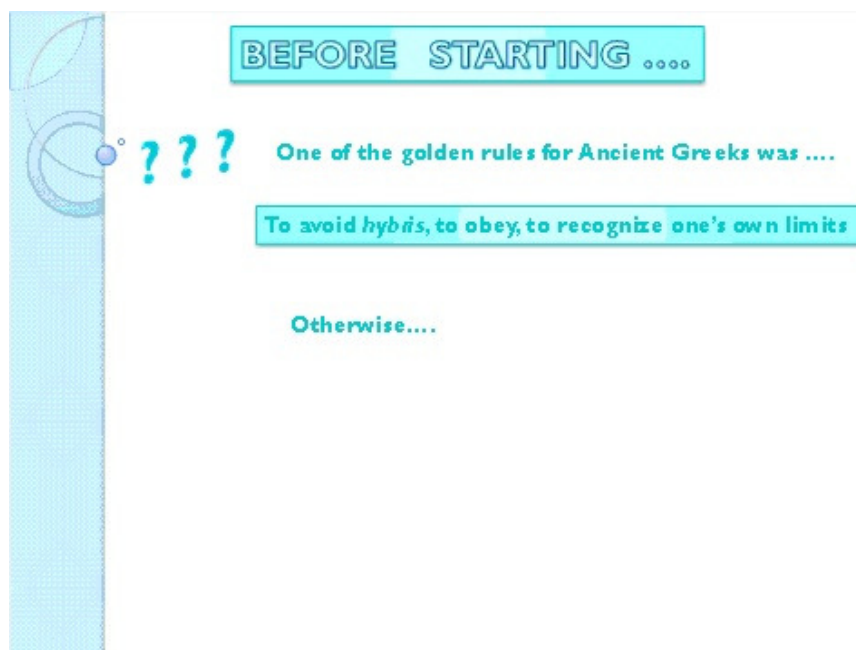 BEFORE STARTING ....
? ? ?
One of the golden rules for Ancient Greeks was ....
To avoid hybris, to obey, to recognize one's own limits
Otherwise....